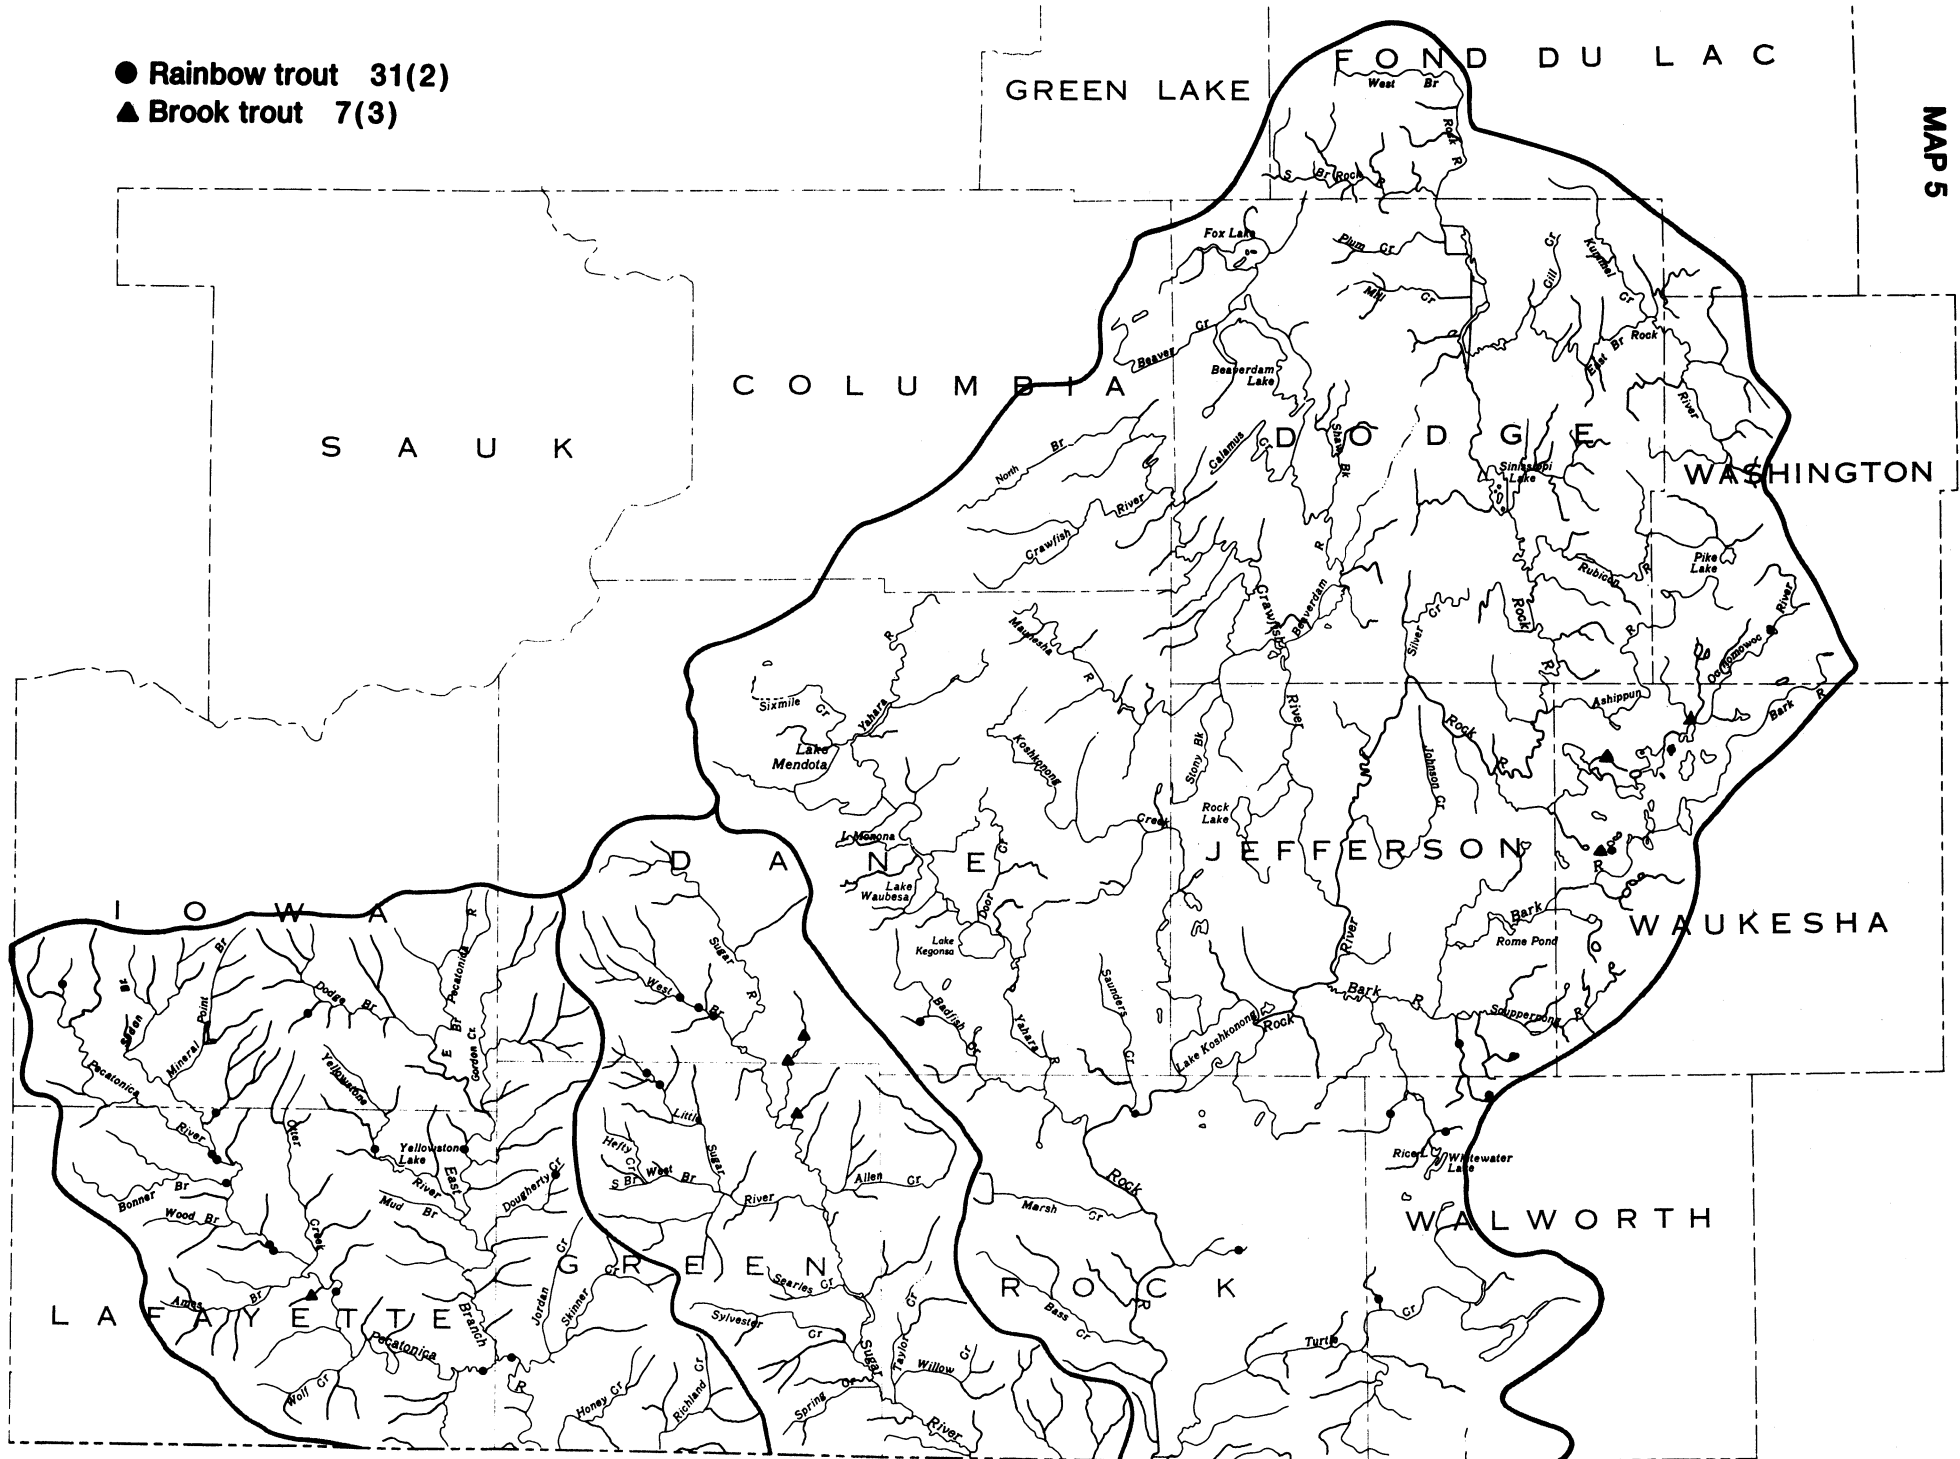 ● Rainbow trout 31(2)
▲ Brook trout 7(3)
MAP 5
FOND DU LAC
GREEN LAKE
West Br
Rock R
S Br Rock R
Fox Lake
Plum Cr
Gill Cr
Kummel Cr
Mill Cr
Beaver Cr
East Br Rock River
Beaverdam
Lake
COLUMBIA
SAUK
DODGE
North Br
Calamus Cr
Shaw Bk
Sinissippi
Lake
WASHINGTON
Crawfish River
Pike
Lake
Rubicon R
Crawfish River
Beaverdam R
Silver Cr
Rock R
Oconomowoc River
Maunesha R
Yahara R
Sixmile Cr
Ashippun R
Bark R
Lake
Mendota
Koshkonong Creek
Stony Bk
Rock R
Johnson Cr
L. Monona
Rock
Lake
DANE
JEFFERSON
Lake
Waubesa
Door Cr
IOWA
WAUKESHA
Bark R
Rome Pond
Lake
Kegonsa
Sugar R
River
West Br
Pecatonica R
E Br
Gordon Cr
Dodge Br
Mineral Point Br
Badfish Cr
Yahara R
Saunders Cr
Bark R
Scuppernong R
Lake Koshkonong
Rock
Pecatonica
River
Yellowstone
Little
Sugar
Otter
Creek
Yellowstone
Lake
River
East
Branch
Hefty Cr
West Br
S Br
River
Allen Cr
Rice L
Whitewater
Lake
Bonner Br
Wood Br
Mud Br
Dougherty Cr
Marsh Cr
Rock
R
WALWORTH
GREEN
Searles Cr
ROCK
Ames Br
LAFAYETTE
Jordan Cr
Skinner Cr
Sylvester Cr
Sugar
Taylor Cr
Bass Cr
Turtle Cr
Pecatonica
R
Willow Cr
Wolf Cr
Honey Cr
Richland Cr
Spring Cr
River